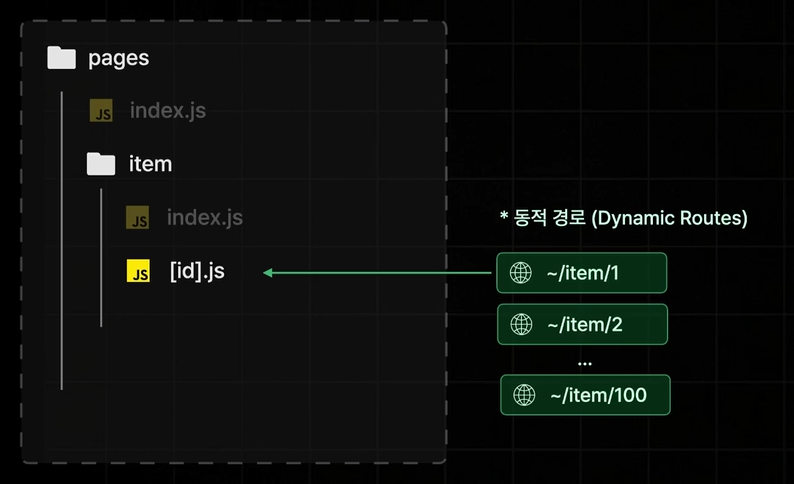 pages
JS index.js
item
JS index.js
* 동적 경로 (Dynamic Routes)
JS [id].js
~/item/1
~/item/2
...
~/item/100